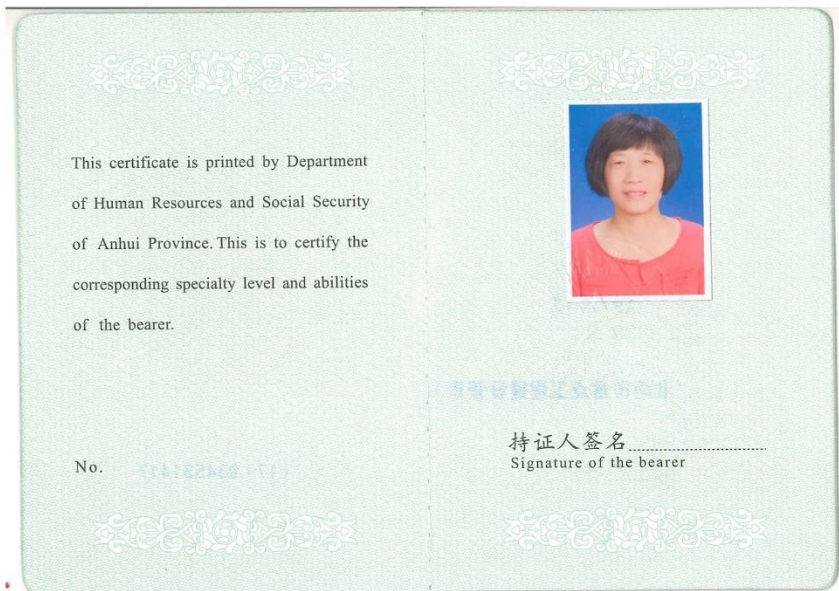 This certificate is printed by Department
of Human Resources and Social Security
of Anhui Province. This is to certify the
corresponding specialty level and abilities
of the bearer.
No.
持证人签名
Signature of the bearer